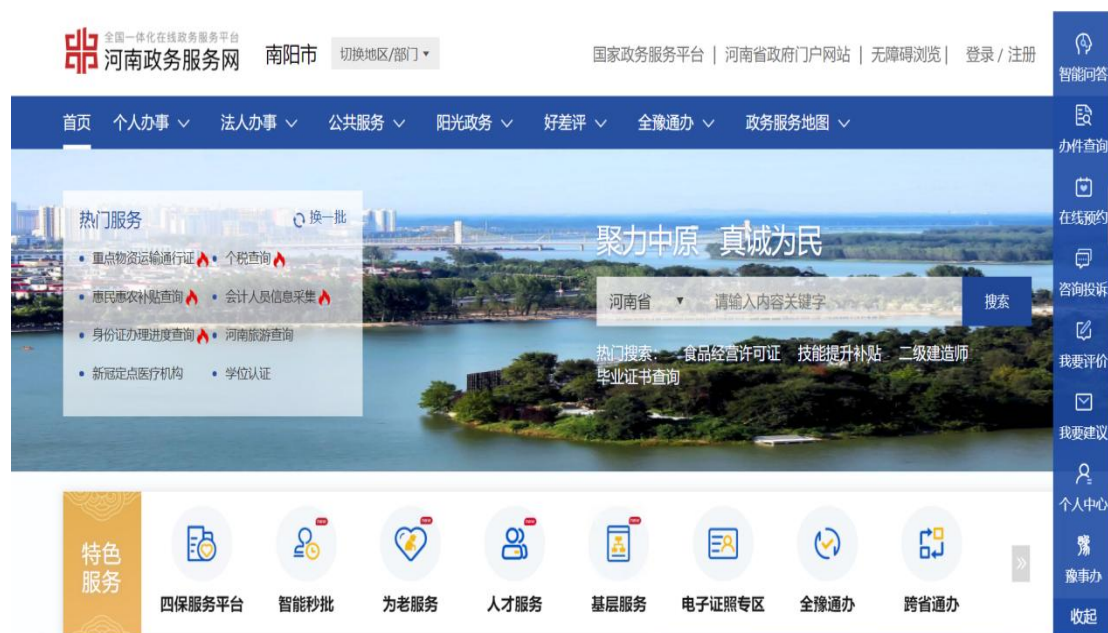 全国一体化在线政务服务平台
河南政务服务网 南阳市 切换地区/部门
国家政务服务平台 | 河南省政府门户网站 | 无障碍浏览 | 登录 / 注册
首页 个人办事 法人办事 公共服务 阳光政务 好差评 全豫通办 政务服务地图
热门服务 换一批
重点物资运输通行证 个税查询
惠民惠农补贴查询 会计人员信息采集
身份证办理进度查询 河南旅游查询
新冠定点医疗机构 学位认证
聚力中原 真诚为民
河南省 请输入内容关键字 搜索
热门搜索: 食品经营许可证 技能提升补贴 二级建造师
毕业证书查询
特色
服务
四保服务平台
new
智能秒批
new
为老服务
new
人才服务
new
基层服务
电子证照专区
全豫通办
跨省通办
智能问答
办件查询
在线预约
咨询投诉
我要评价
我要建议
个人中心
豫事办
收起